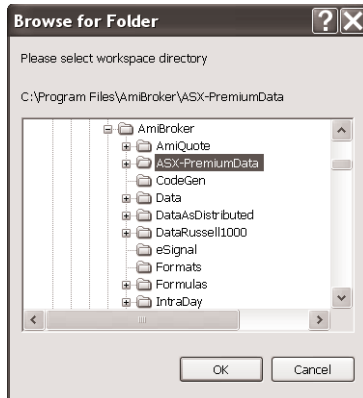 Browse for Folder
Please select workspace directory
C:\Program Files\AmiBroker\ASX-PremiumData
AmiBroker
AmiQuote
ASX-PremiumData
CodeGen
Data
DataAsDistributed
DataRussell1000
eSignal
Formats
Formulas
IntraDay
OK Cancel